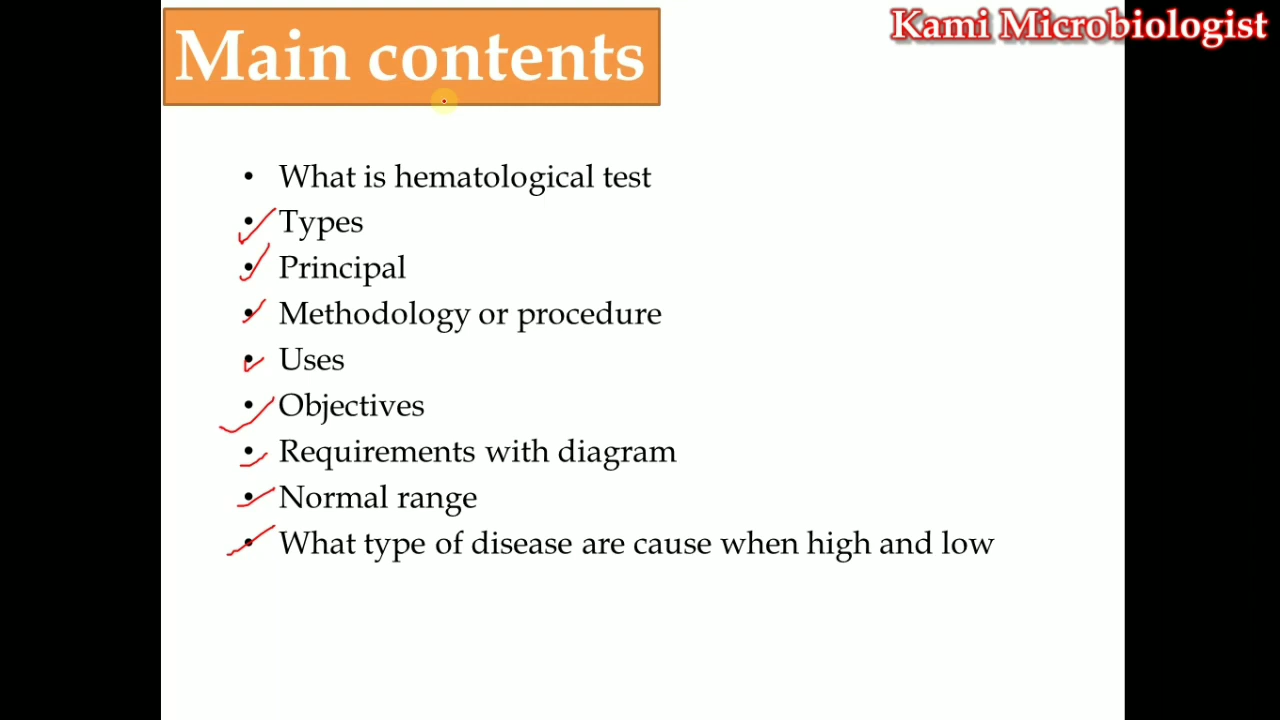 Kami Microbiologist
Main contents
• What is hematological test
• Types
• Principal
• Methodology or procedure
• Uses
• Objectives
• Requirements with diagram
• Normal range
• What type of disease are cause when high and low